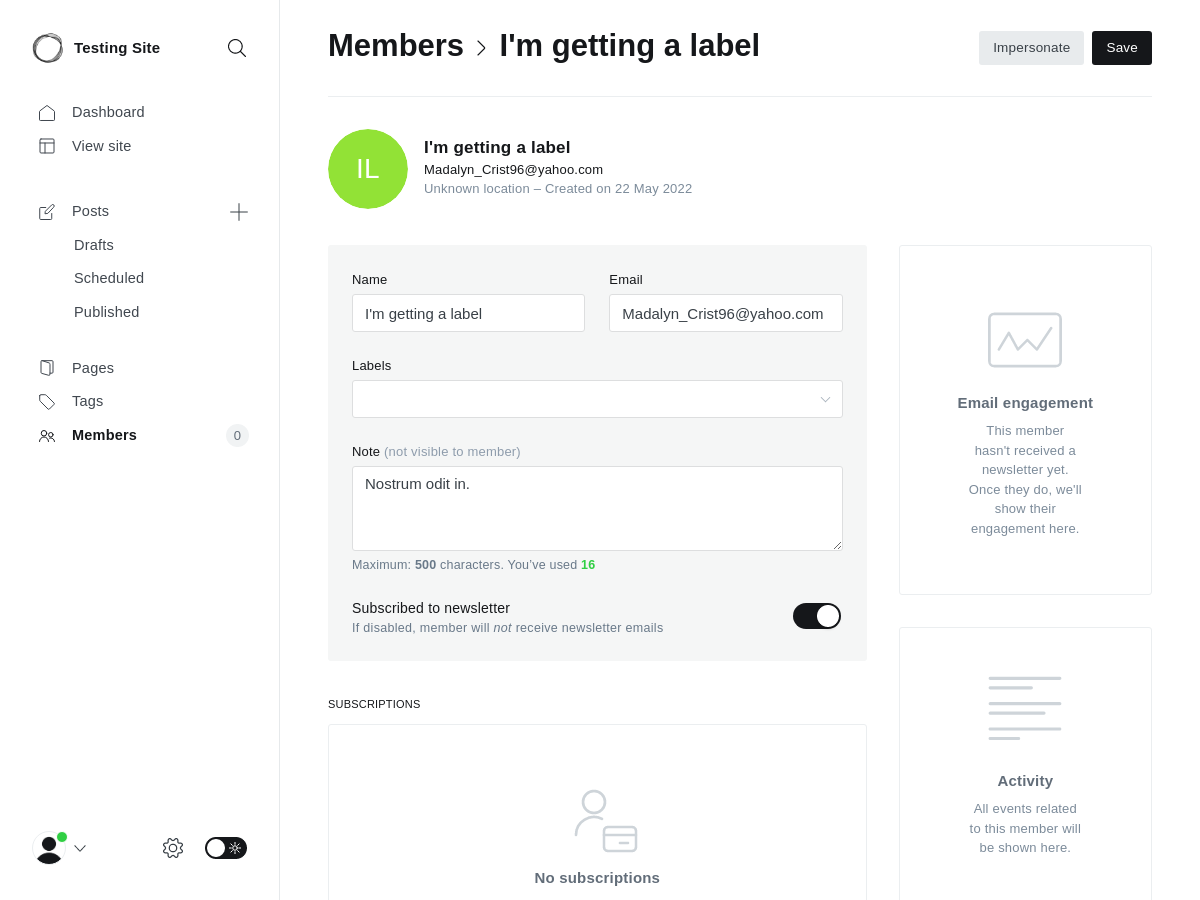 Testing Site
Dashboard
View site
Posts
Drafts
Scheduled
Published
Pages
Tags
Members
0
Members > I'm getting a label
Impersonate
Save
IL
I'm getting a label
Madalyn_Crist96@yahoo.com
Unknown location – Created on 22 May 2022
Name
I'm getting a label
Email
Madalyn_Crist96@yahoo.com
Labels
Note (not visible to member)
Nostrum odit in.
Maximum: 500 characters. You've used 16
Subscribed to newsletter
If disabled, member will not receive newsletter emails
SUBSCRIPTIONS
No subscriptions
Email engagement
This member
hasn't received a
newsletter yet.
Once they do, we'll
show their
engagement here.
Activity
All events related
to this member will
be shown here.